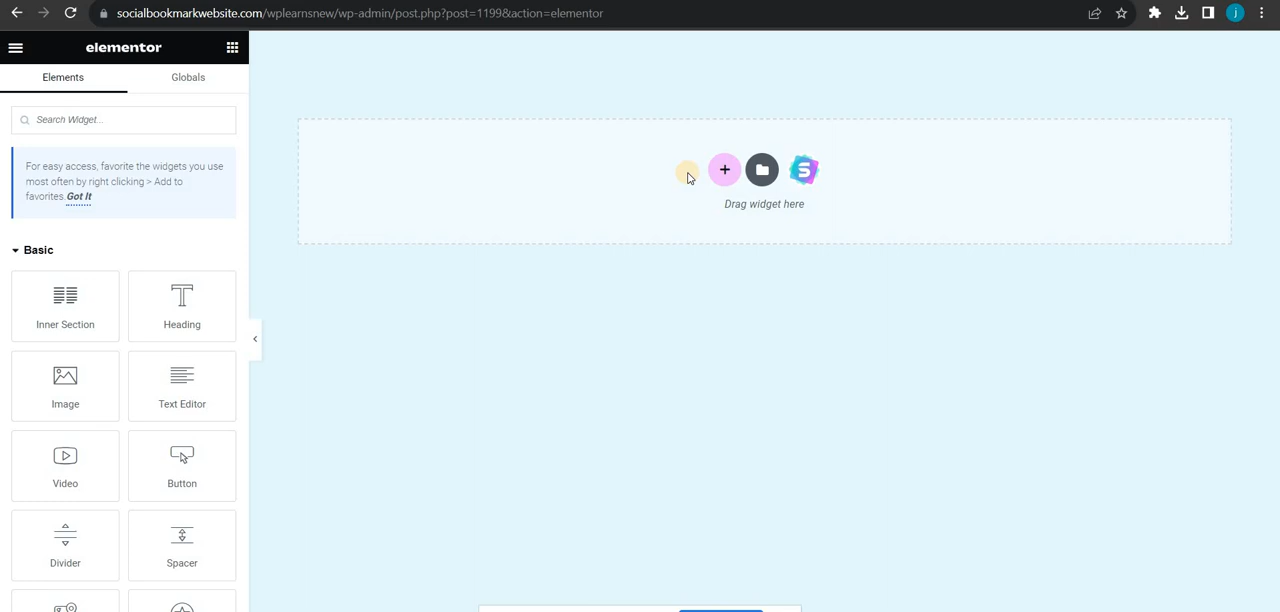 socialbookmarkwebsite.com/wplearnsnew/wp-admin/post.php?post=1199&action=elementor
j
elementor
Elements
Globals
Search Widget...
For easy access, favorite the widgets you use
most often by right clicking > Add to
favorites. Got It
Basic
Inner Section
Heading
Image
Text Editor
Video
Button
Divider
Spacer
+
S
Drag widget here